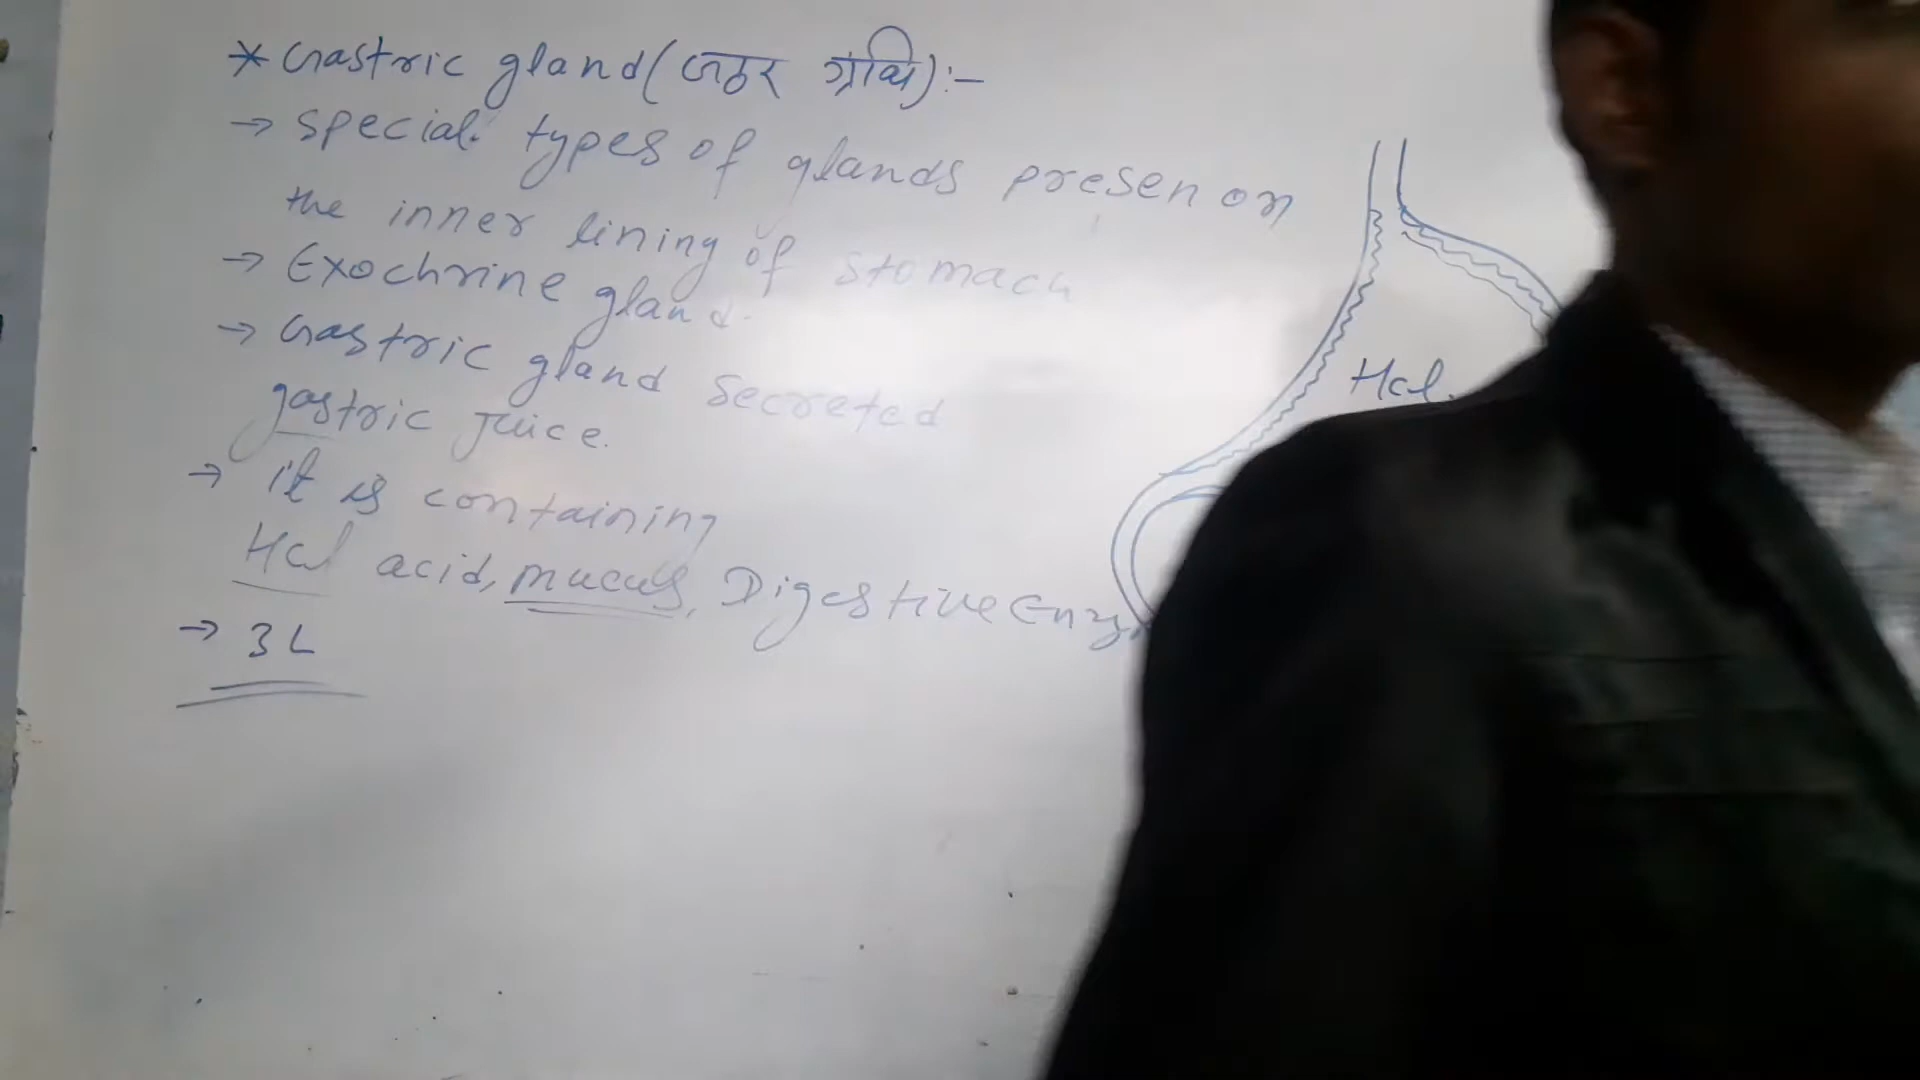 * Gastric gland (जठर ग्रंथि) :-
→ special types of glands presen on
the inner lining of stomach
→ Exochrine gland.
→ Gastric gland secreted
gastric juice.
→ it is containing
Hcl acid, mucus, Digestive Enzy
→ 3L
Hcl.